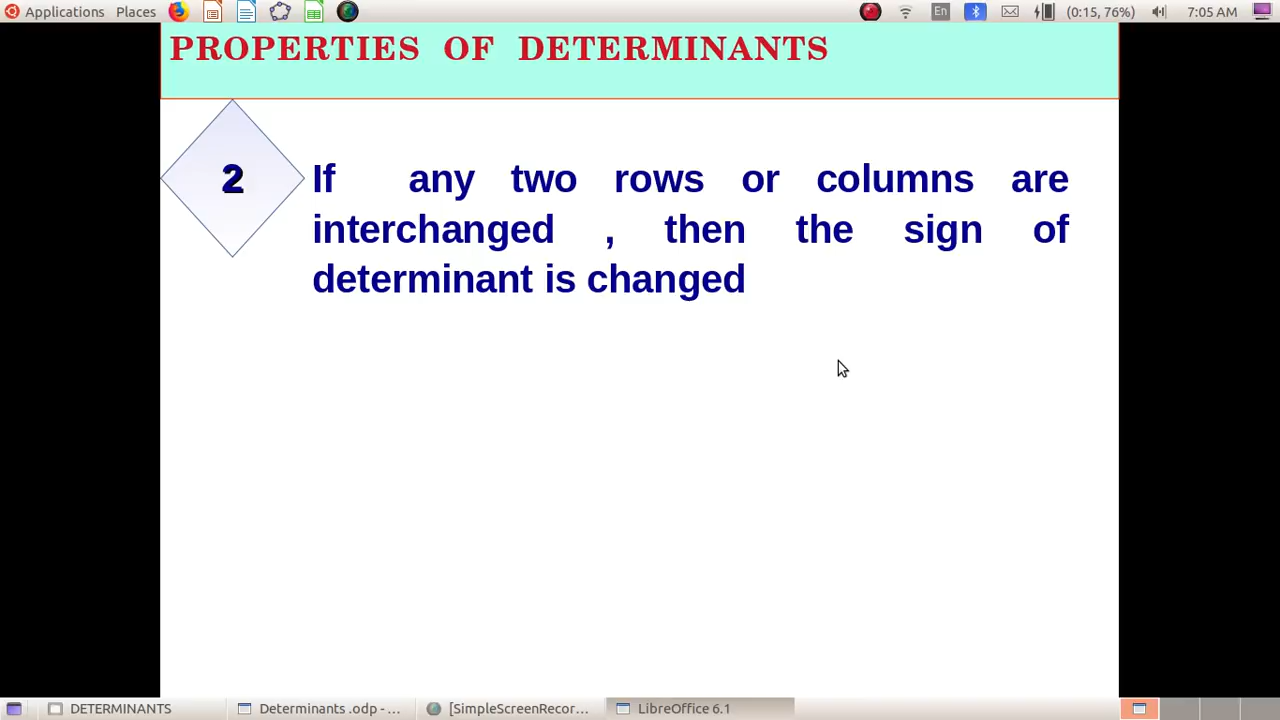 Applications Places En (0:15, 76%) 7:05 AM
PROPERTIES OF DETERMINANTS
2
If any two rows or columns are
interchanged , then the sign of
determinant is changed
DETERMINANTS Determinants .odp - ... [SimpleScreenRecor... LibreOffice 6.1